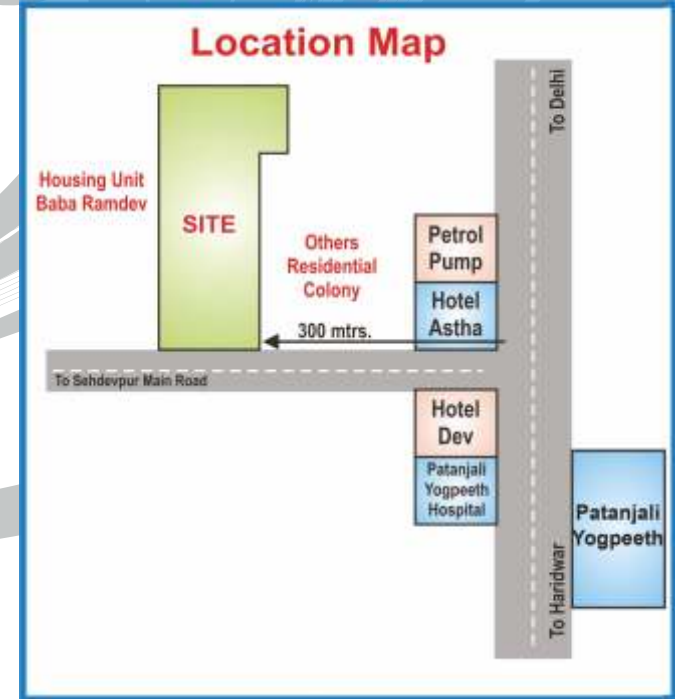 Location Map
To Delhi
Housing Unit
Baba Ramdev
SITE
Others
Residential
Colony
Petrol
Pump
Hotel
Astha
300 mtrs.
To Sehdevpur Main Road
Hotel
Dev
Patanjali
Yogpeeth
Hospital
Patanjali
Yogpeeth
To Haridwar